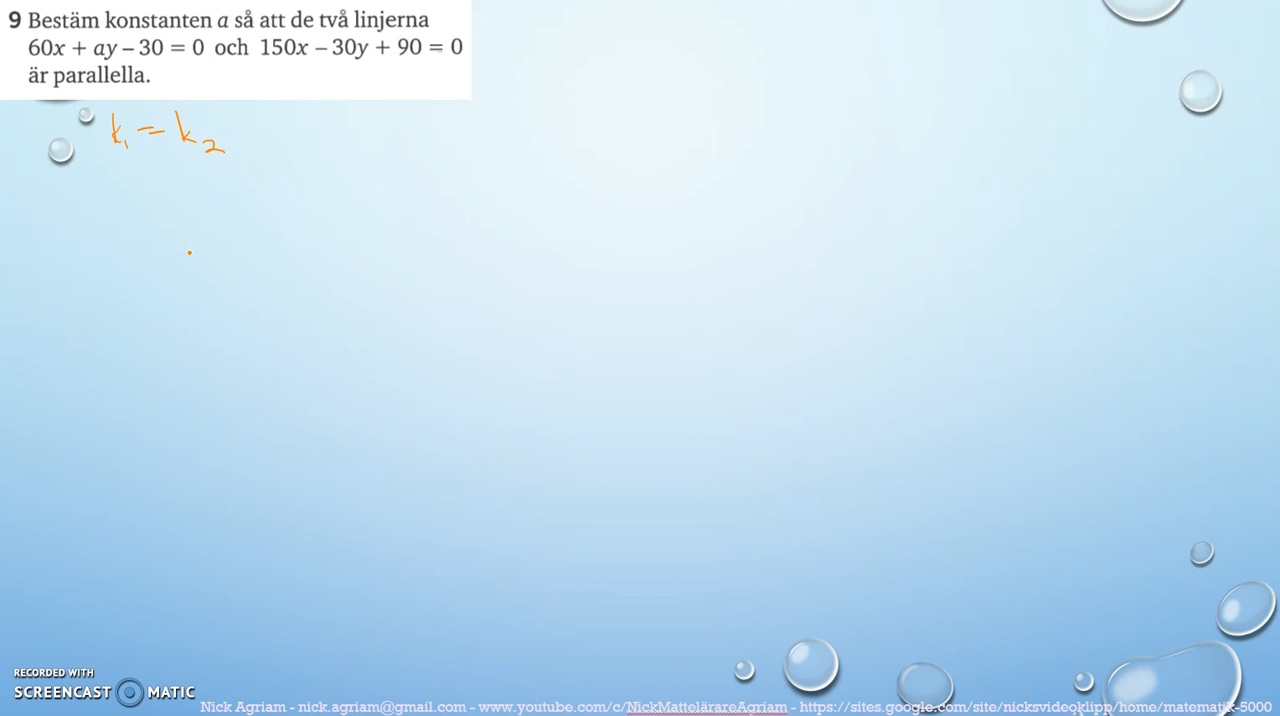 9 Bestäm konstanten a så att de två linjerna
60x + ay – 30 = 0 och 150x – 30y + 90 = 0
är parallella.
k₁ = k₂
RECORDED WITH
SCREENCAST MATIC
Nick Agriam - nick.agriam@gmail.com - www.youtube.com/c/NickMattelärareAgriam - https://sites.google.com/site/nicksvideoklipp/home/matematik-5000